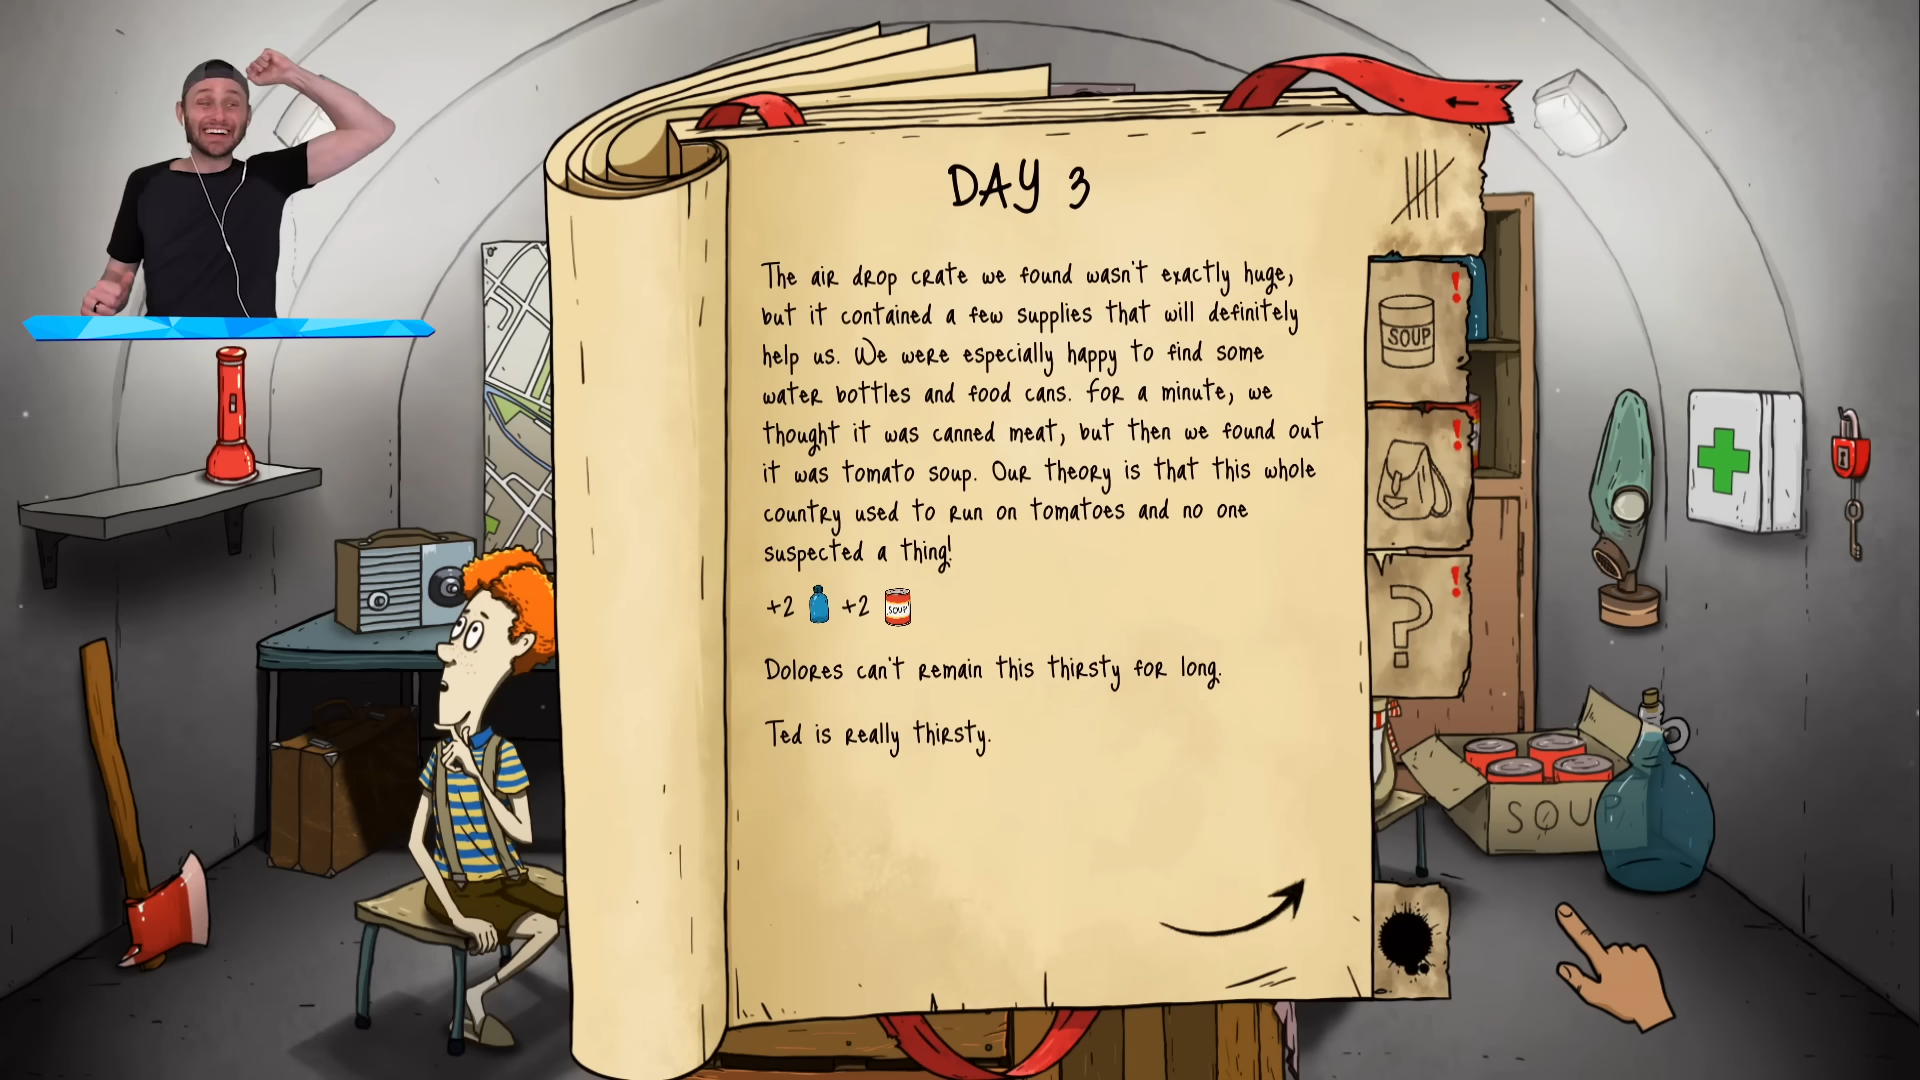 DAY 3
The air drop crate we found wasn't exactly huge,
but it contained a few supplies that will definitely
help us. We were especially happy to find some
water bottles and food cans. For a minute, we
thought it was canned meat, but then we found out
it was tomato soup. Our theory is that this whole
country used to run on tomatoes and no one
suspected a thing!
+2 +2 SOUP
Dolores can't remain this thirsty for long.
Ted is really thirsty.
SOUP
!
!
?
!
SOUP